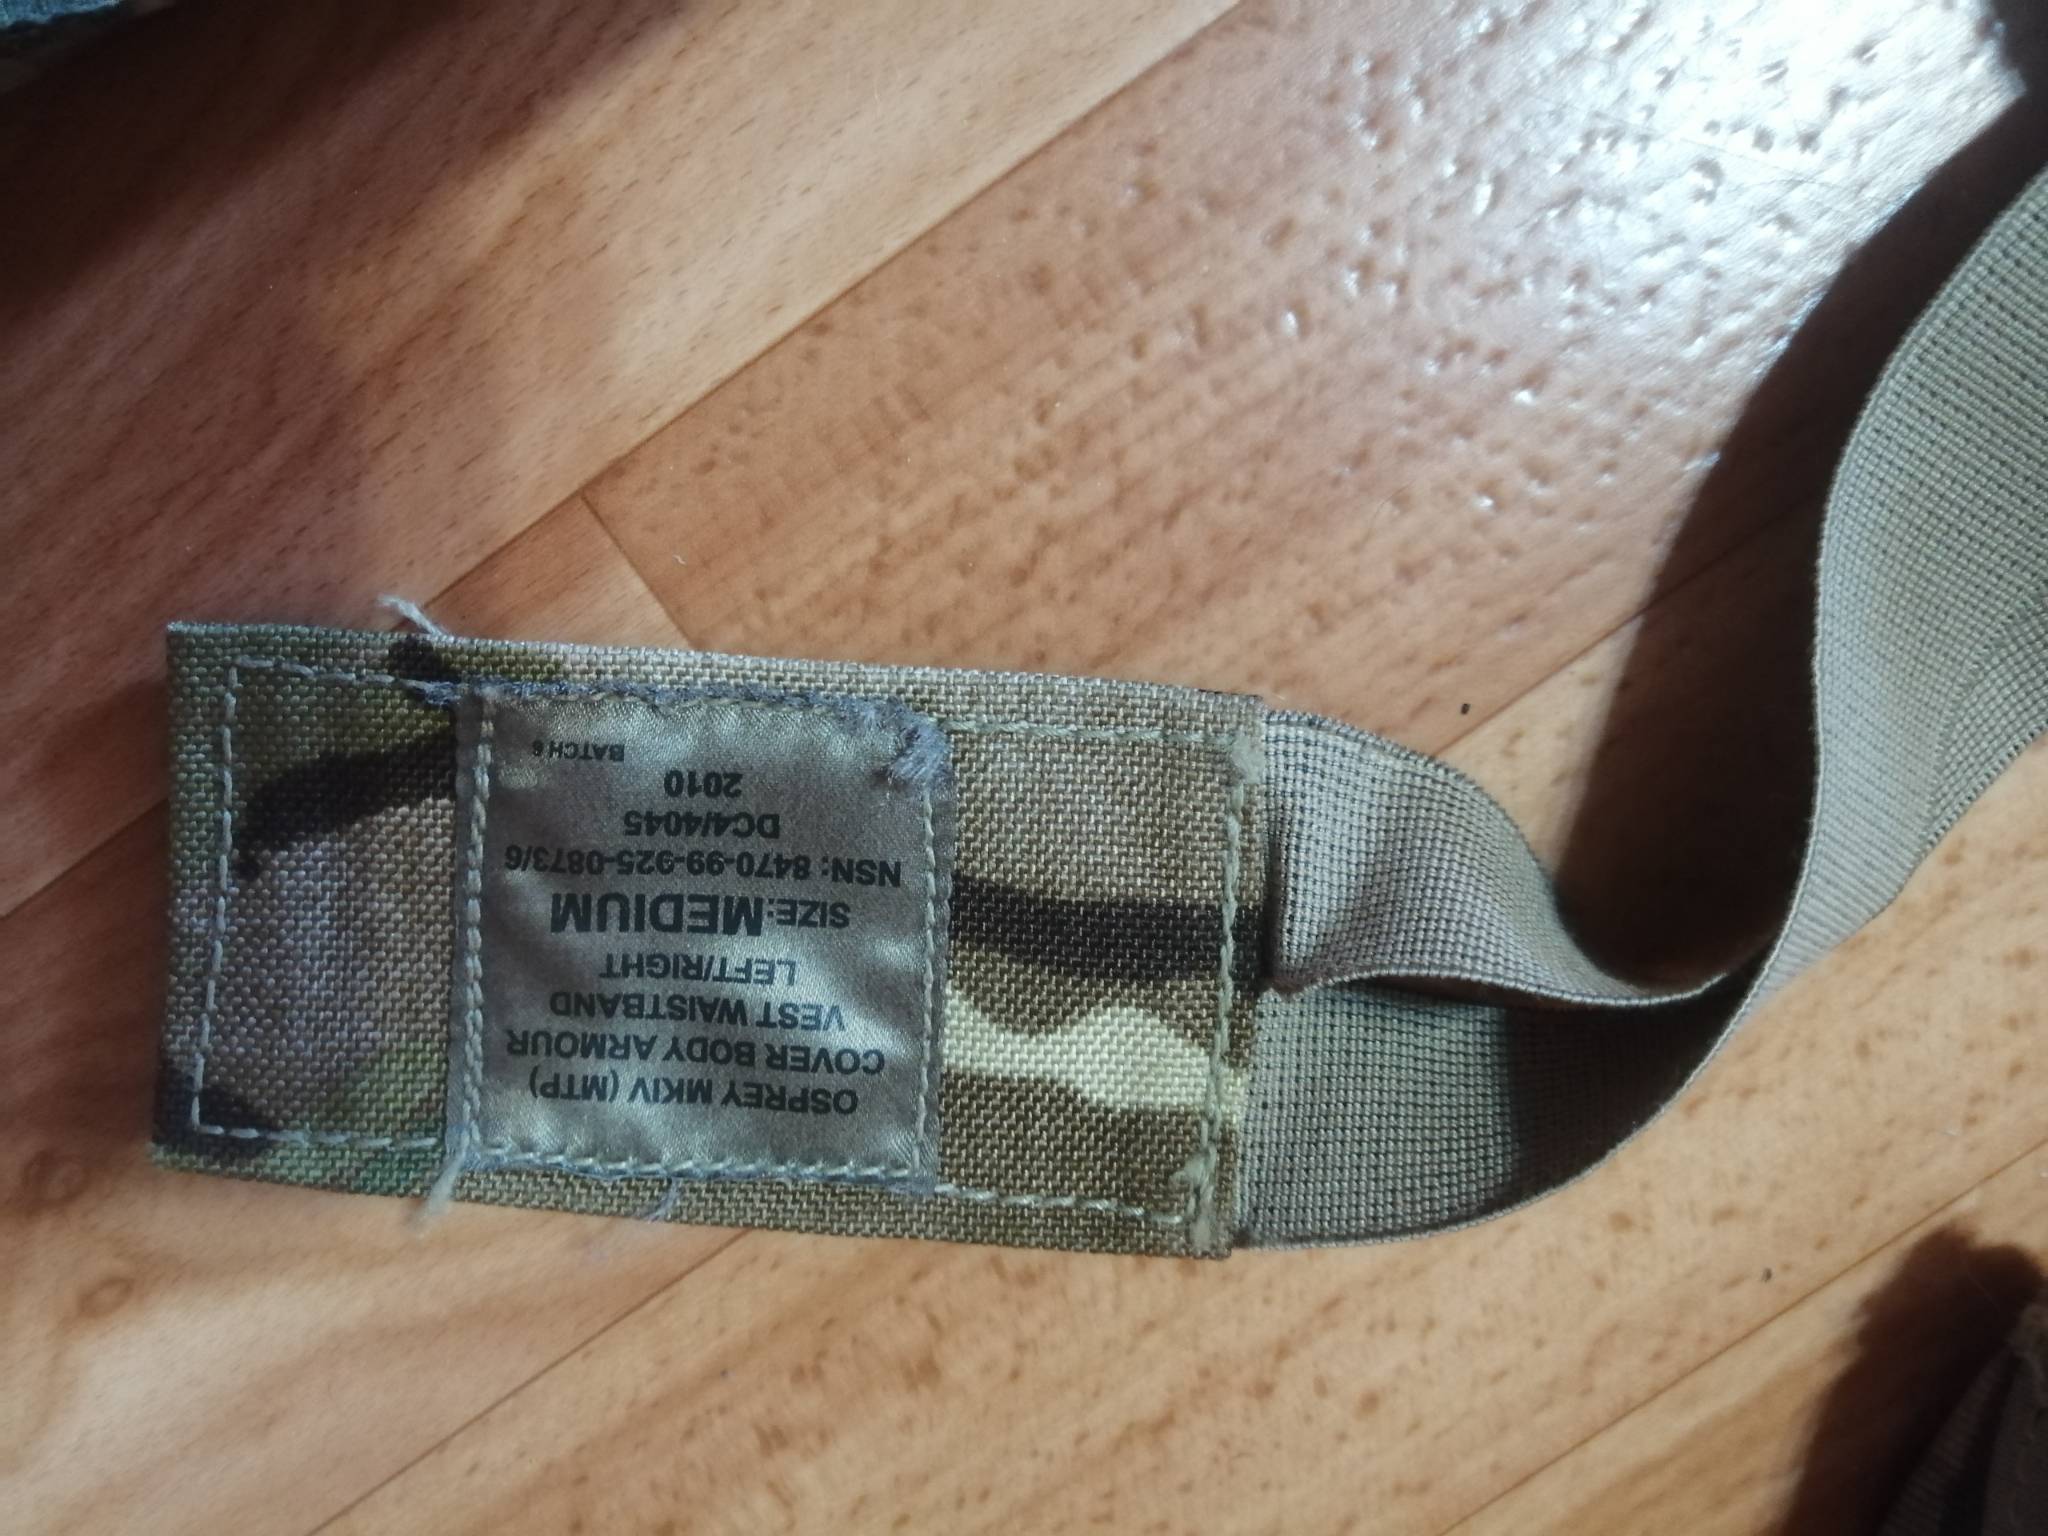 OSPREY MKIV (MTP)
COVER BODY ARMOUR
VEST WAISTBAND
LEFT/RIGHT
SIZE: MEDIUM
NSN: 8470-99-925-0873/6
DC4/4045
2010
BATCH 6